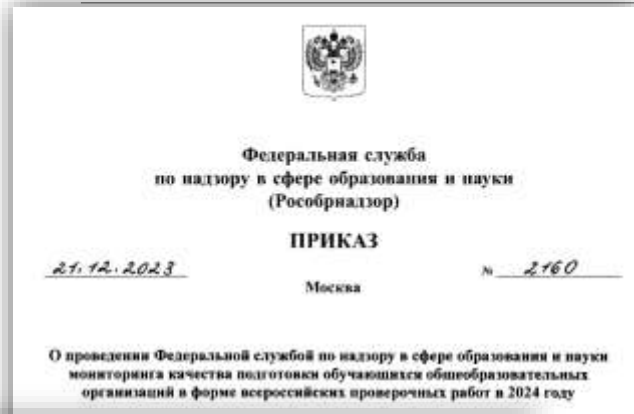 Федеральная служба
по надзору в сфере образования и науки
(Рособрнадзор)
ПРИКАЗ
21.12.2023 № 2160
Москва
О проведении Федеральной службой по надзору в сфере образования и науки
мониторинга качества подготовки обучающихся общеобразовательных
организаций в форме всероссийских проверочных работ в 2024 году